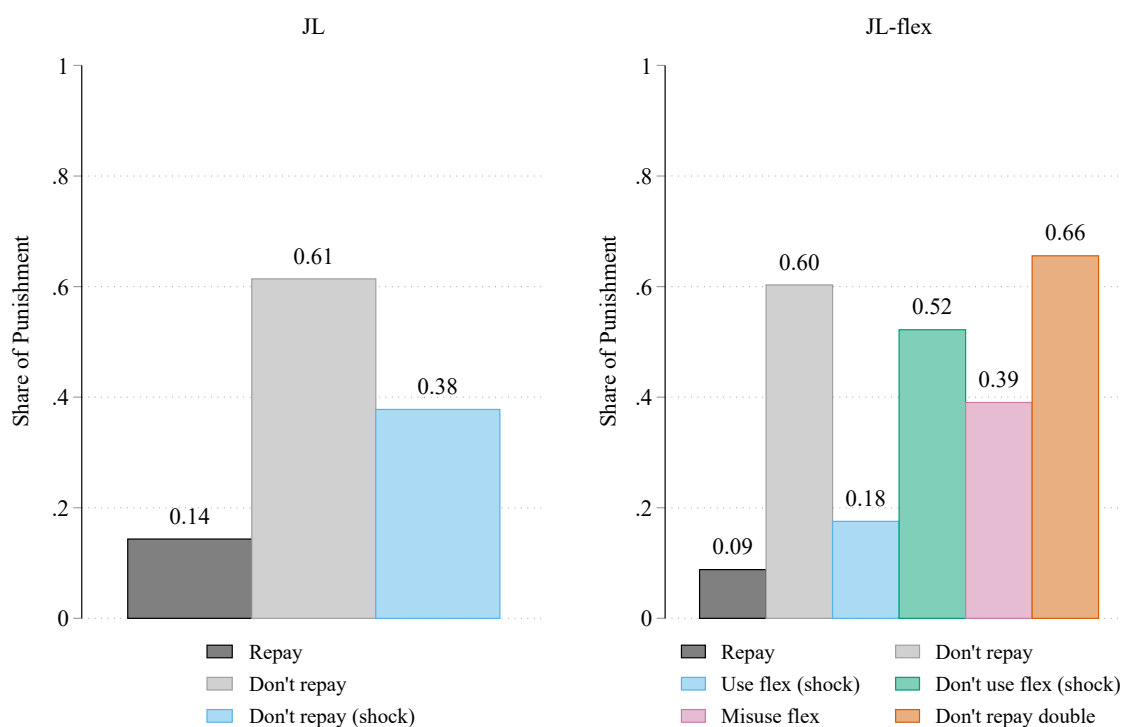 JL
Share of Punishment
1
.8
.6
.4
.2
0
0.14
0.61
0.38
Repay
Don't repay
Don't repay (shock)
JL-flex
Share of Punishment
1
.8
.6
.4
.2
0
0.09
0.60
0.18
0.52
0.39
0.66
Repay
Don't repay
Use flex (shock)
Don't use flex (shock)
Misuse flex
Don't repay double